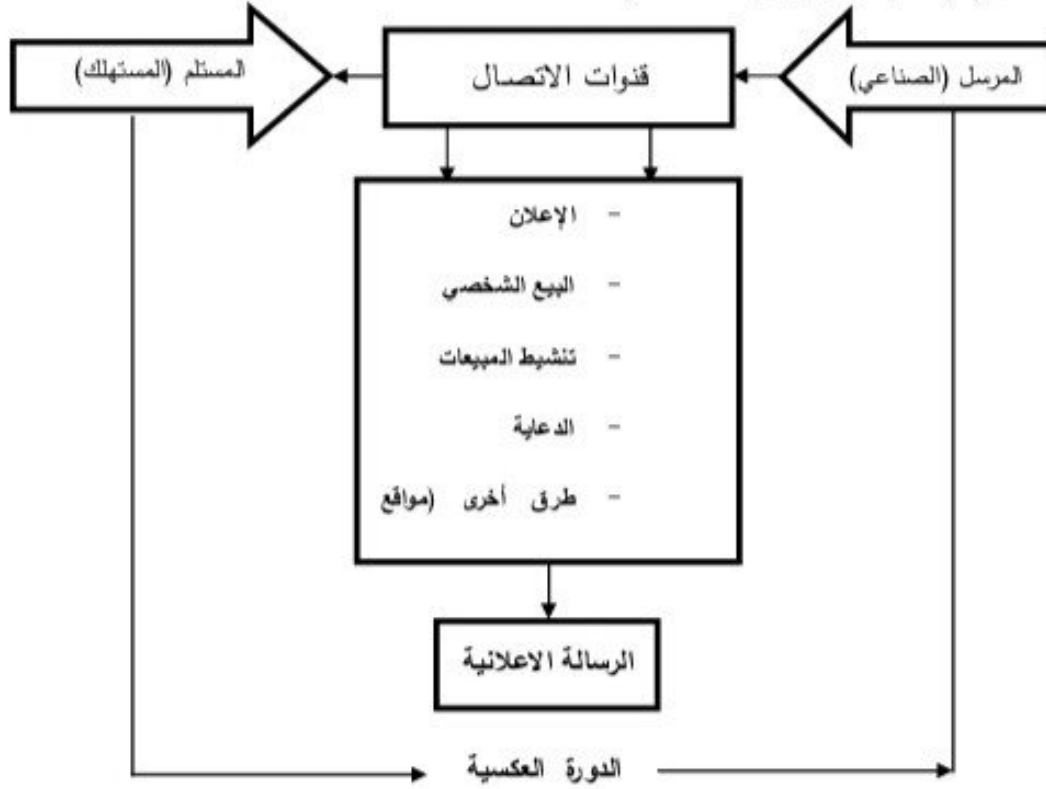 المرسل (الصناعي)
قنوات الاتصال
المستلم (المستهلك)
- الإعلان
- البيع الشخصي
- تنشيط المبيعات
- الدعاية
- طرق أخرى (مواقع
الرسالة الاعلانية
الدورة العكسية